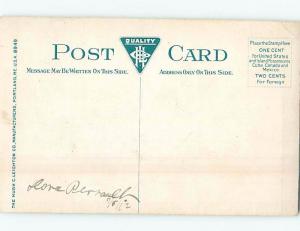 QUALITY
POST CARD
MESSAGE MAY BE WRITTEN ON THIS SIDE.
ADDRESS ONLY ON THIS SIDE.
Place the Stamp Here
ONE CENT
for United States
and Island Possessions
Cuba, Canada and
Mexico
TWO CENTS
For Foreign
THE HUGH C. LEIGHTON CO., MANUFACTURERS, PORTLAND, ME. U.S.A.
Dora Perrault